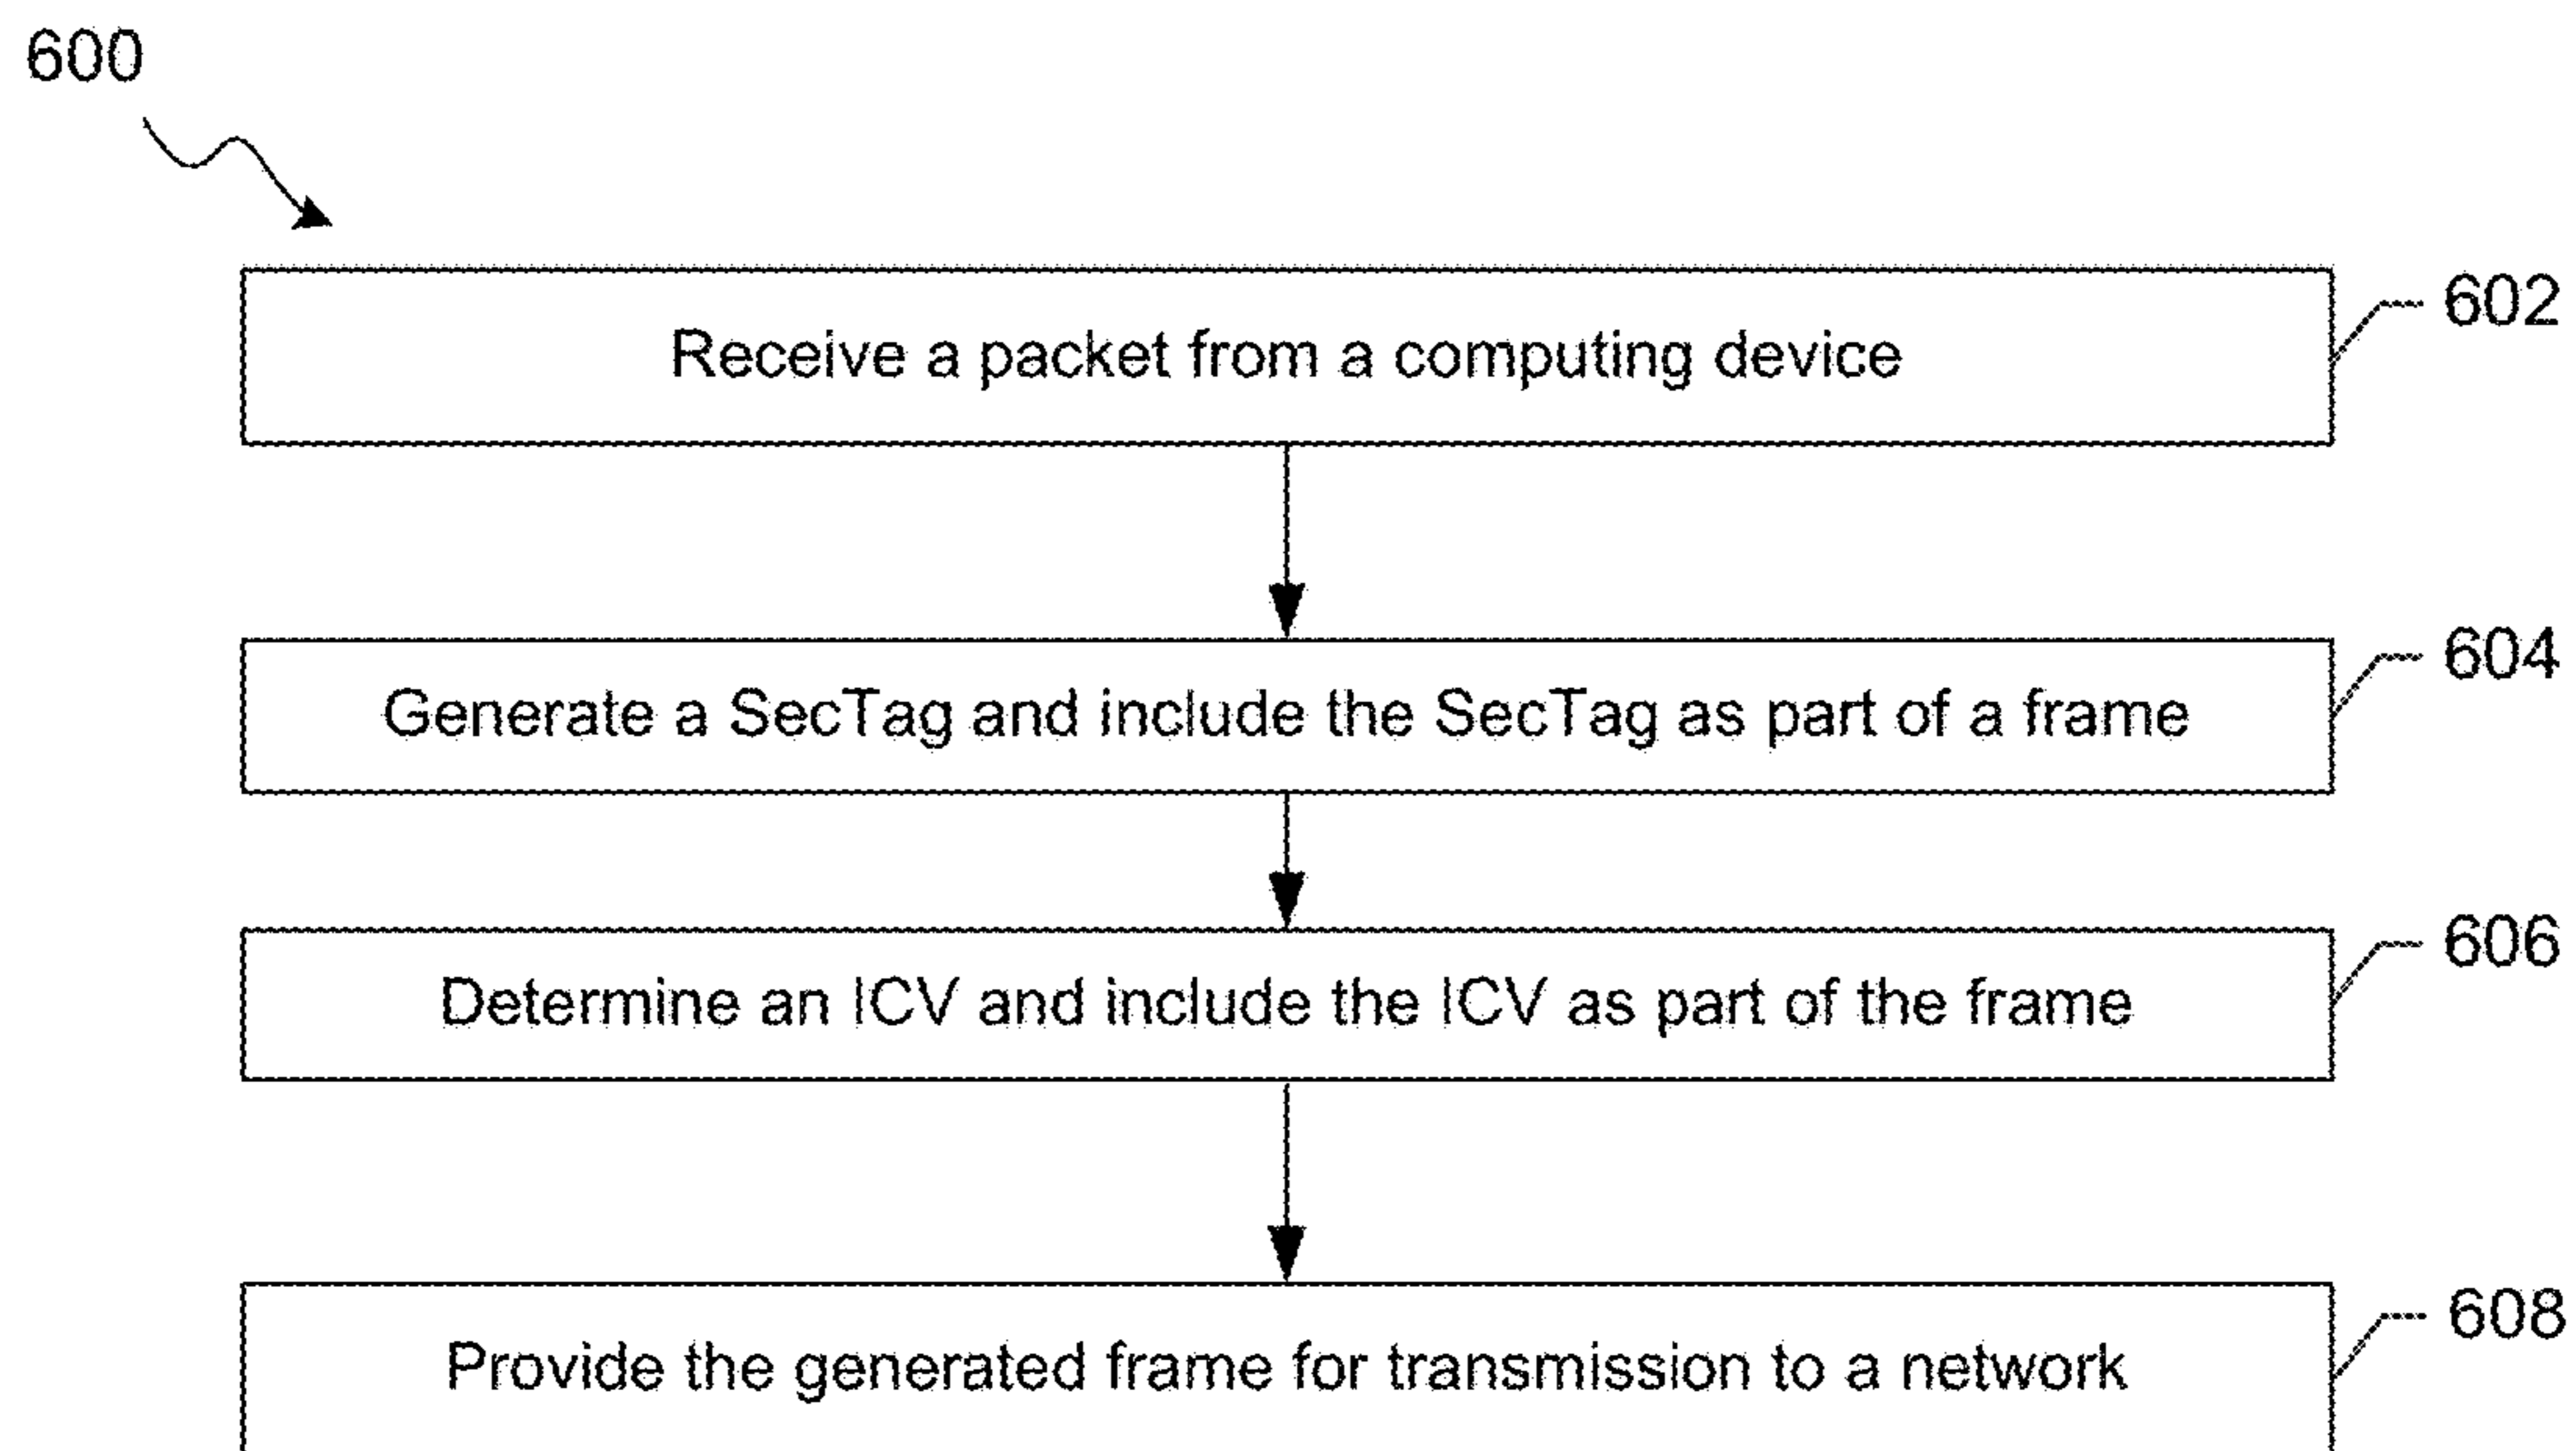 600
Receive a packet from a computing device
602
Generate a SecTag and include the SecTag as part of a frame
604
Determine an ICV and include the ICV as part of the frame
606
Provide the generated frame for transmission to a network
608